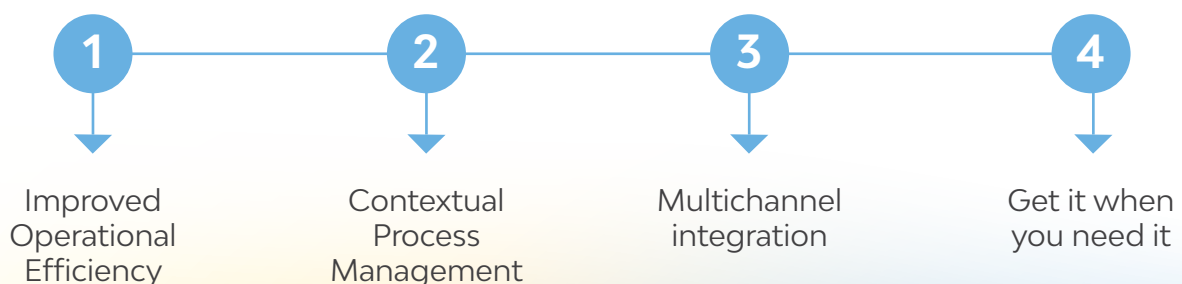 1
2
3
4
Improved
Operational
Efficiency
Contextual
Process
Management
Multichannel
integration
Get it when
you need it